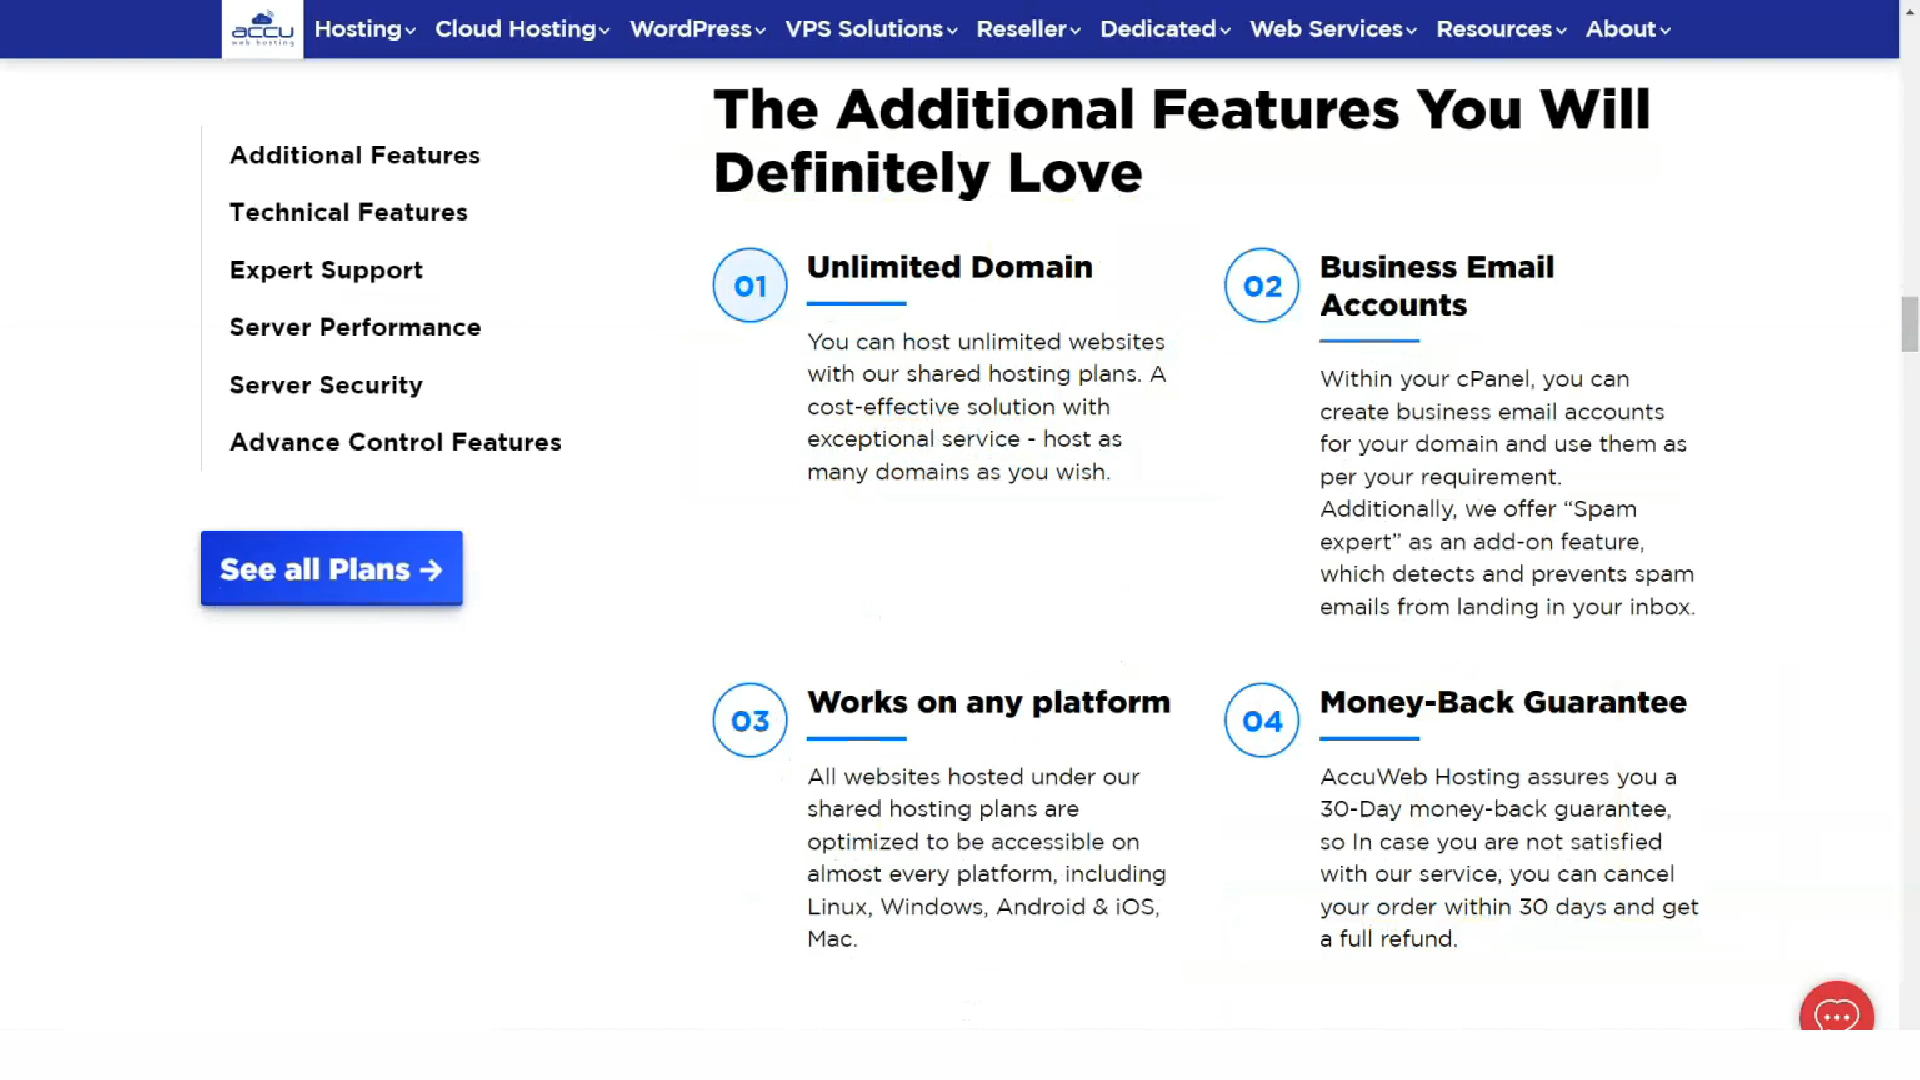 accu
web hosting
Hosting Cloud Hosting WordPress VPS Solutions Reseller Dedicated Web Services Resources About
The Additional Features You Will
Definitely Love
Additional Features
Technical Features
Expert Support
Server Performance
Server Security
Advance Control Features
See all Plans →
01
Unlimited Domain
You can host unlimited websites
with our shared hosting plans. A
cost-effective solution with
exceptional service - host as
many domains as you wish.
02
Business Email
Accounts
Within your cPanel, you can
create business email accounts
for your domain and use them as
per your requirement.
Additionally, we offer “Spam
expert” as an add-on feature,
which detects and prevents spam
emails from landing in your inbox.
03
Works on any platform
All websites hosted under our
shared hosting plans are
optimized to be accessible on
almost every platform, including
Linux, Windows, Android & iOS,
Mac.
04
Money-Back Guarantee
AccuWeb Hosting assures you a
30-Day money-back guarantee,
so In case you are not satisfied
with our service, you can cancel
your order within 30 days and get
a full refund.